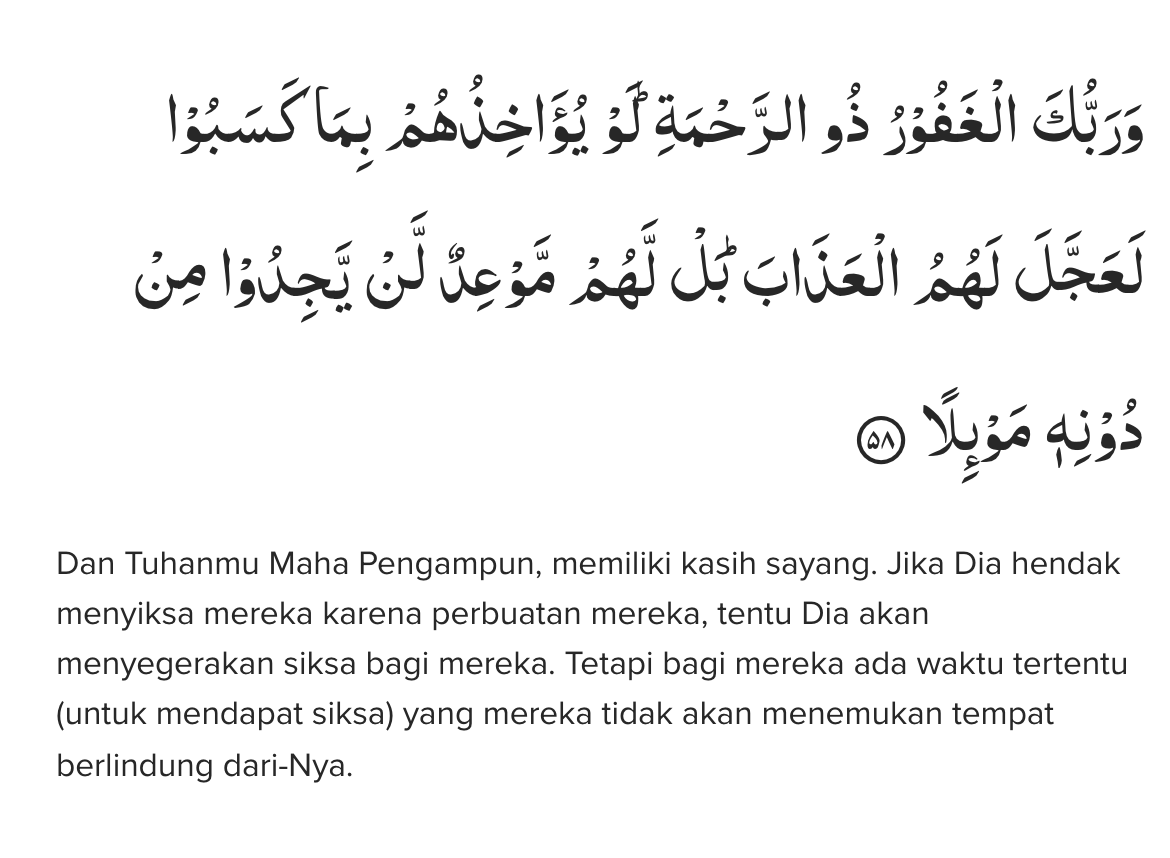 وَرَبُّكَ الْغَفُوْرُ ذُو الرَّحْمَةِۗ لَوْ يُؤَاخِذُهُمْ بِمَا كَسَبُوْا
لَعَجَّلَ لَهُمُ الْعَذَابَۗ بَلْ لَّهُمْ مَّوْعِدٌ لَّنْ يَّجِدُوْا مِنْ
دُوْنِهٖ مَوْىِٕلًا ۝٥٨
Dan Tuhanmu Maha Pengampun, memiliki kasih sayang. Jika Dia hendak
menyiksa mereka karena perbuatan mereka, tentu Dia akan
menyegerakan siksa bagi mereka. Tetapi bagi mereka ada waktu tertentu
(untuk mendapat siksa) yang mereka tidak akan menemukan tempat
berlindung dari-Nya.